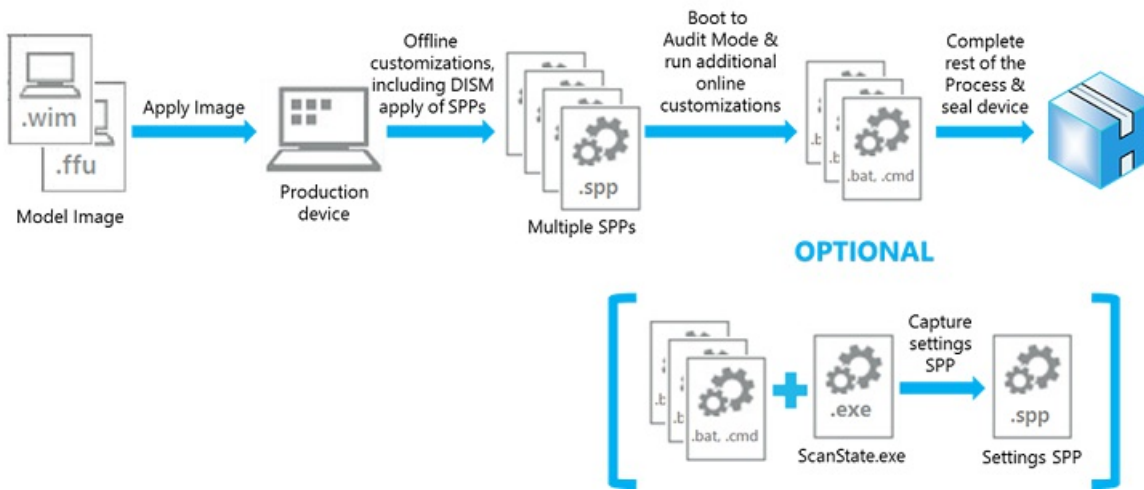 .wim
.ffu
Model Image
Apply Image
Production
device
Offline
customizations,
including DISM
apply of SPPs
.spp
Multiple SPPs
Boot to
Audit Mode &
run additional
online
customizations
.b
.b
.bat, .cmd
Complete
rest of the
Process &
seal device
OPTIONAL
.b
.b
.bat, .cmd
.exe
ScanState.exe
Capture
settings
SPP
.spp
Settings SPP